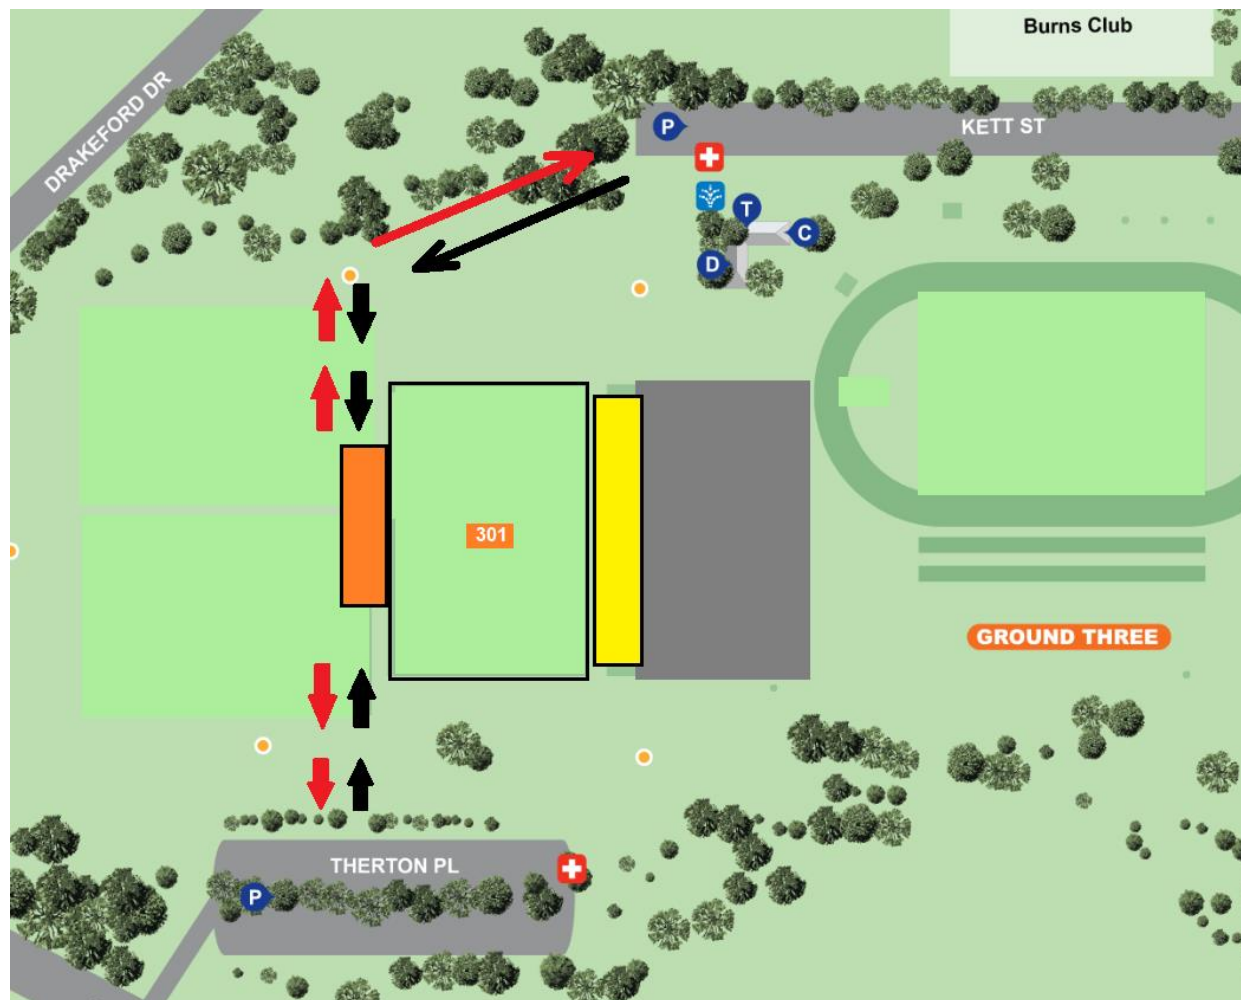 Burns Club
DRAKEFORD DR
P
KETT ST
T
C
D
301
GROUND THREE
THERTON PL
P